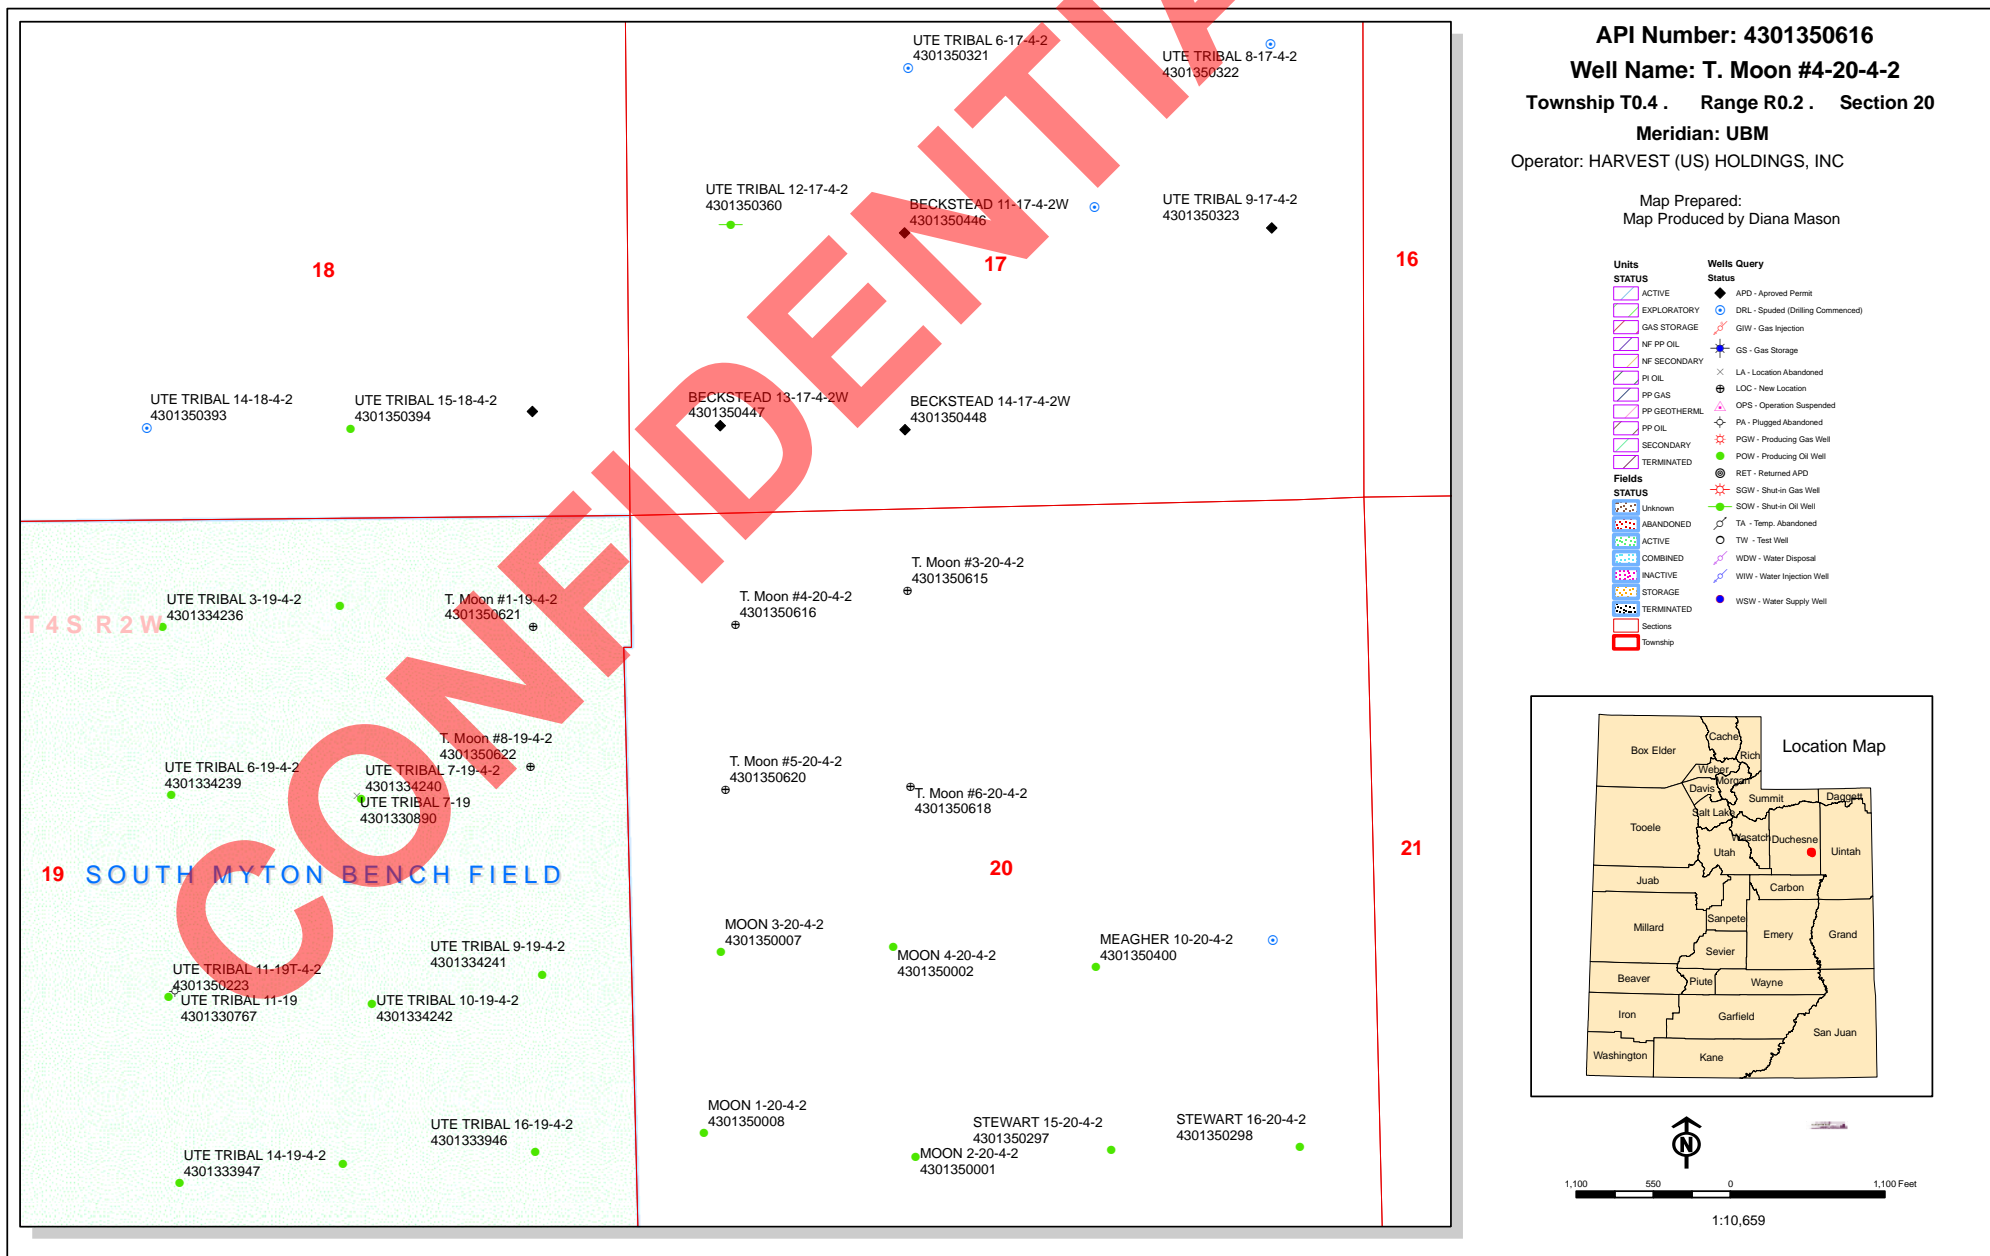 API Number: 4301350616
Well Name: T. Moon #4-20-4-2
Township T0.4 . Range R0.2 . Section 20
Meridian: UBM
Operator: HARVEST (US) HOLDINGS, INC
Map Prepared:
Map Produced by Diana Mason
Units
STATUS
ACTIVE
EXPLORATORY
GAS STORAGE
NF PP OIL
NF SECONDARY
PI OIL
PP GAS
PP GEOTHERML
PP OIL
SECONDARY
TERMINATED
Fields
STATUS
Unknown
ABANDONED
ACTIVE
COMBINED
INACTIVE
STORAGE
TERMINATED
Sections
Township
Wells Query
Status
APD - Aproved Permit
DRL - Spuded (Drilling Commenced)
GIW - Gas Injection
GS - Gas Storage
LA - Location Abandoned
LOC - New Location
OPS - Operation Suspended
PA - Plugged Abandoned
PGW - Producing Gas Well
POW - Producing Oil Well
RET - Returned APD
SGW - Shut-in Gas Well
SOW - Shut-in Oil Well
TA - Temp. Abandoned
TW - Test Well
WDW - Water Disposal
WIW - Water Injection Well
WSW - Water Supply Well
Location Map
Box Elder
Cache
Rich
Weber
Morgan
Davis
Salt Lake
Summit
Daggett
Tooele
Wasatch
Duchesne
Utah
Uintah
Juab
Carbon
Sanpete
Millard
Emery
Grand
Sevier
Beaver
Piute
Wayne
Iron
Garfield
San Juan
Washington
Kane
N
1,100 550 0 1,100 Feet
1:10,659
CONFIDENTIA
UTE TRIBAL 6-17-4-2
4301350321
UTE TRIBAL 8-17-4-2
4301350322
UTE TRIBAL 12-17-4-2
4301350360
BECKSTEAD 11-17-4-2W
4301350446
UTE TRIBAL 9-17-4-2
4301350323
18
17
16
UTE TRIBAL 14-18-4-2
4301350393
UTE TRIBAL 15-18-4-2
4301350394
BECKSTEAD 13-17-4-2W
4301350447
BECKSTEAD 14-17-4-2W
4301350448
T4S R2W
UTE TRIBAL 3-19-4-2
4301334236
T. Moon #1-19-4-2
4301350621
T. Moon #4-20-4-2
4301350616
T. Moon #3-20-4-2
4301350615
UTE TRIBAL 6-19-4-2
4301334239
T. Moon #8-19-4-2
4301350622
UTE TRIBAL 7-19-4-2
4301334240
UTE TRIBAL 7-19
4301330890
T. Moon #5-20-4-2
4301350620
T. Moon #6-20-4-2
4301350618
19
SOUTH MYTON BENCH FIELD
20
21
UTE TRIBAL 9-19-4-2
4301334241
UTE TRIBAL 11-19T-4-2
4301350223
UTE TRIBAL 11-19
4301330767
UTE TRIBAL 10-19-4-2
4301334242
MOON 3-20-4-2
4301350007
MOON 4-20-4-2
4301350002
MEAGHER 10-20-4-2
4301350400
UTE TRIBAL 16-19-4-2
4301333946
UTE TRIBAL 14-19-4-2
4301333947
MOON 1-20-4-2
4301350008
MOON 2-20-4-2
4301350001
STEWART 15-20-4-2
4301350297
STEWART 16-20-4-2
4301350298